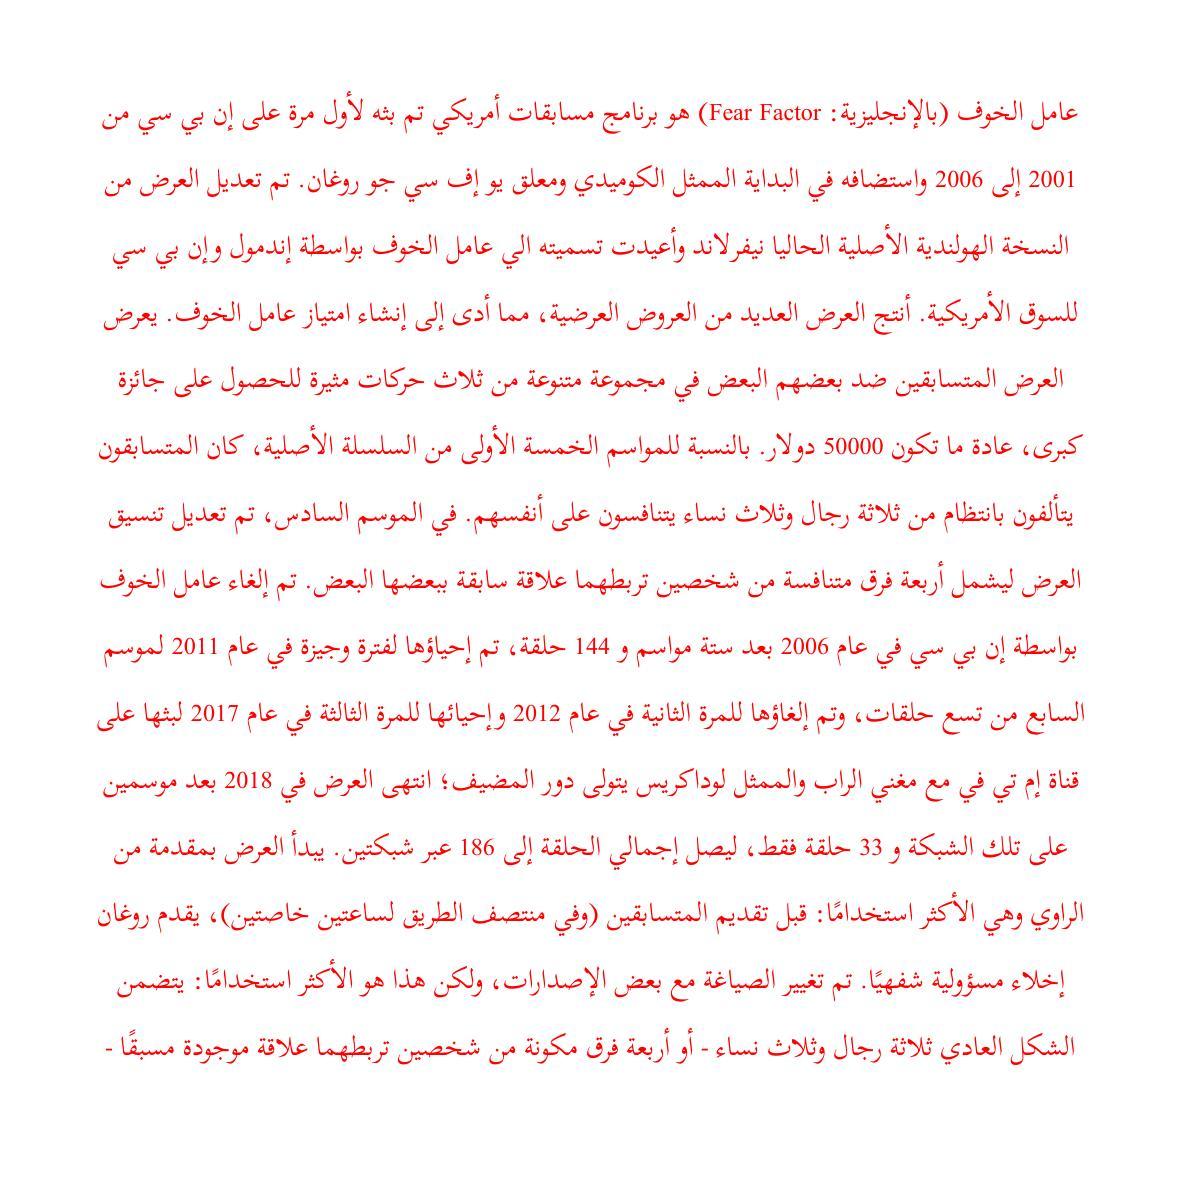 عامل الخوف (بالإنجليزية: Fear Factor) هو برنامج مسابقات أمريكي تم بثه لأول مرة على إن بي سي من
2001 إلى 2006 واستضافه في البداية الممثل الكوميدي ومعلق يو إف سي جو روغان. تم تعديل العرض من
النسخة الهولندية الأصلية الحاليا نيفرلاند وأعيدت تسميته الي عامل الخوف بواسطة إندمول وإن بي سي
للسوق الأمريكية. أنتج العرض العديد من العروض العرضية، مما أدى إلى إنشاء امتياز عامل الخوف. يعرض
العرض المتسابقين ضد بعضهم البعض في مجموعة متنوعة من ثلاث حركات مثيرة للحصول على جائزة
كبرى، عادة ما تكون 50000 دولار. بالنسبة للمواسم الخمسة الأولى من السلسلة الأصلية، كان المتسابقون
يتألفون بانتظام من ثلاثة رجال وثلاث نساء يتنافسون على أنفسهم. في الموسم السادس، تم تعديل تنسيق
العرض ليشمل أربعة فرق متنافسة من شخصين تربطهما علاقة سابقة ببعضها البعض. تم إلغاء عامل الخوف
بواسطة إن بي سي في عام 2006 بعد ستة مواسم و 144 حلقة، تم إحياؤها لفترة وجيزة في عام 2011 لموسم
السابع من تسع حلقات، وتم إلغاؤها للمرة الثانية في عام 2012 وإحيائها للمرة الثالثة في عام 2017 لبثها على
قناة إم تي في مع مغني الراب والممثل لوداكريس يتولى دور المضيف؛ انتهى العرض في 2018 بعد موسمين
على تلك الشبكة و 33 حلقة فقط، ليصل إجمالي الحلقة إلى 186 عبر شبكتين. يبدأ العرض بمقدمة من
الراوي وهي الأكثر استخدامًا: قبل تقديم المتسابقين (وفي منتصف الطريق لساعتين خاصتين)، يقدم روغان
إخلاء مسؤولية شفهيًا. تم تغيير الصياغة مع بعض الإصدارات، ولكن هذا هو الأكثر استخدامًا: يتضمن
الشكل العادي ثلاثة رجال وثلاث نساء - أو أربعة فرق مكونة من شخصين تربطهما علاقة موجودة مسبقًا -